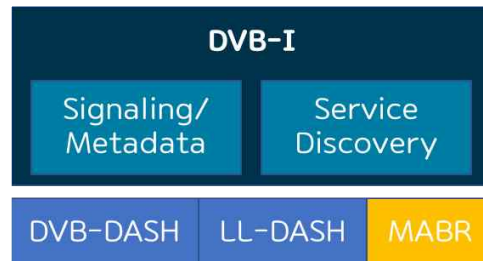 DVB-I
Signaling/
Metadata
Service
Discovery
DVB-DASH
LL-DASH
MABR